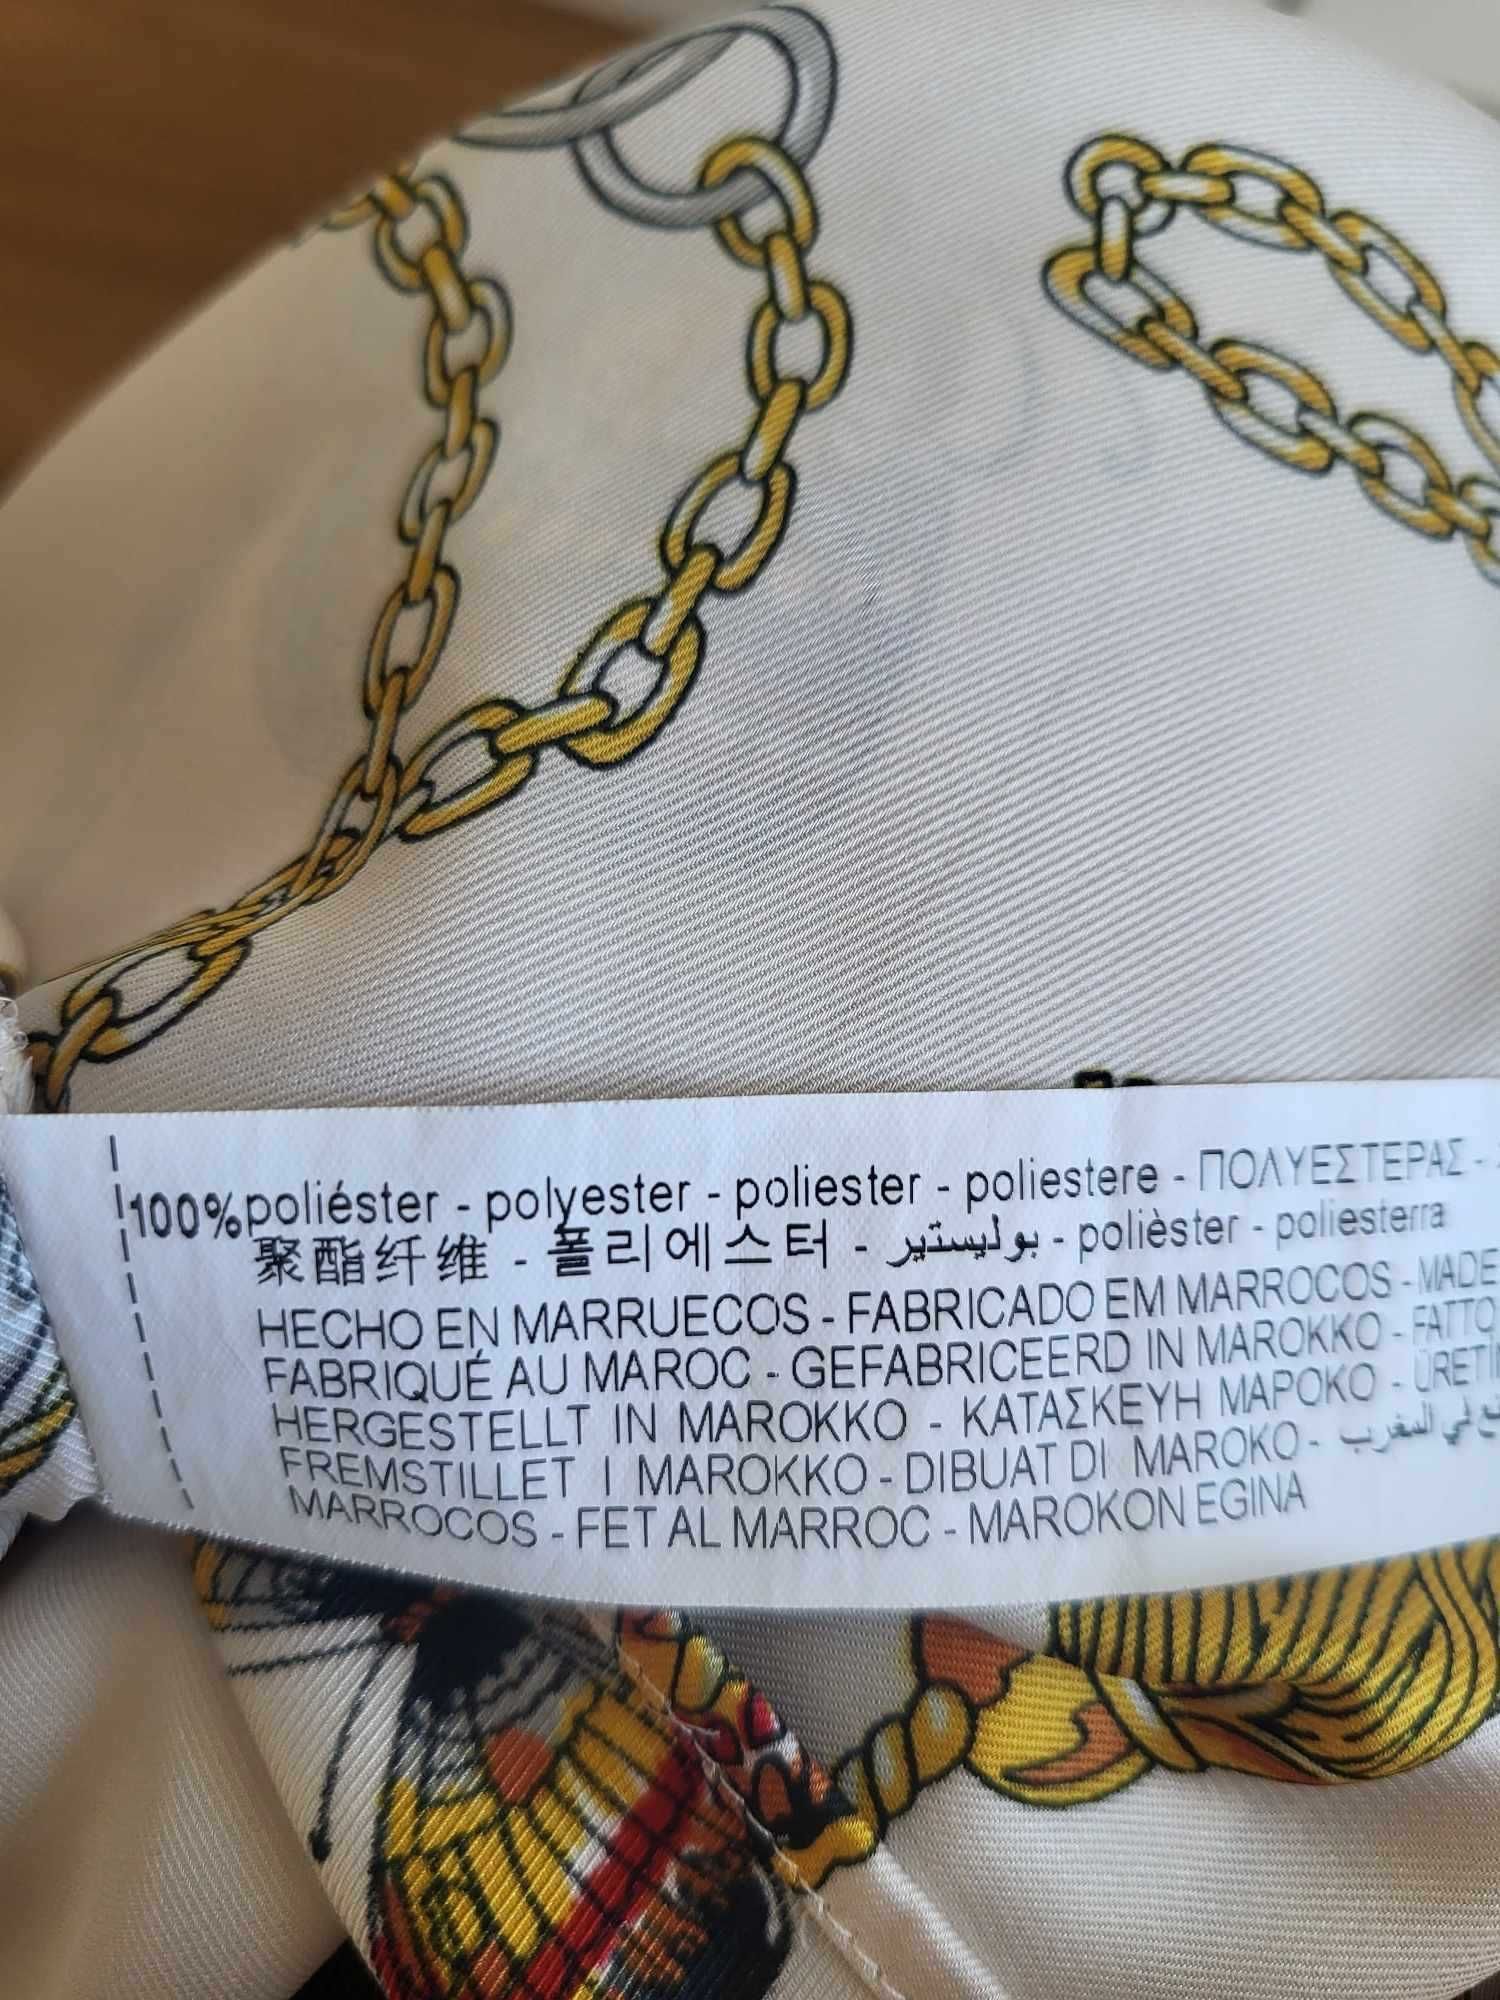 100% poliéster - polyester - poliester - poliestere - ΠΟΛΥΕΣΤΕΡΑΣ -
聚酯纤维 - 폴리에스터 - بوليستير - polièster - poliesterra
HECHO EN MARRUECOS - FABRICADO EM MARROCOS - MADE
FABRIQUÉ AU MAROC - GEFABRICEERD IN MAROKKO - FATTO
HERGESTELLT IN MAROKKO - ΚΑΤΑΣΚΕΥΗ ΜΑΡΟΚΟ -
FREMSTILLET I MAROKKO - DIBUAT DI MAROKO - في المغرب
MARROCOS - FET AL MARROC - MAROKON EGINA